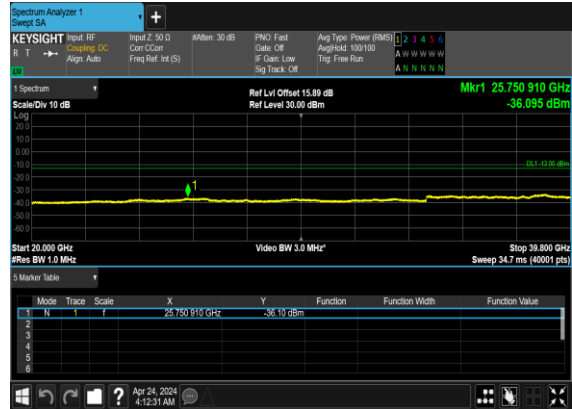 Spectrum Analyzer 1
Swept SA
+
KEYSIGHT
R T
LXI
Input: RF
Coupling: DC
Align: Auto
Input Z: 50 Ω
Corr CCorr
Freq Ref: Int (S)
#Atten: 30 dB
PNO: Fast
Gate: Off
IF Gain: Low
Sig Track: Off
Avg Type: Power (RMS)
Avg|Hold: 100/100
Trig: Free Run
1 2 3 4 5 6
A W W W W W
A N N N N N
1 Spectrum
Scale/Div 10 dB
Ref Lvl Offset 15.89 dB
Ref Level 30.00 dBm
Mkr1 25.750 910 GHz
-36.095 dBm
Log
20.0
10.0
0.00
-10.0
-20.0
-30.0
-40.0
-50.0
-60.0
DL1 -13.00 dBm
1
Start 20.000 GHz
#Res BW 1.0 MHz
Video BW 3.0 MHz*
Stop 39.800 GHz
Sweep 34.7 ms (40001 pts)
5 Marker Table
Mode Trace Scale X Y Function Function Width Function Value
1 N 1 f 25.750 910 GHz -36.10 dBm
2
3
4
5
6
? Apr 24, 2024
4:12:31 AM